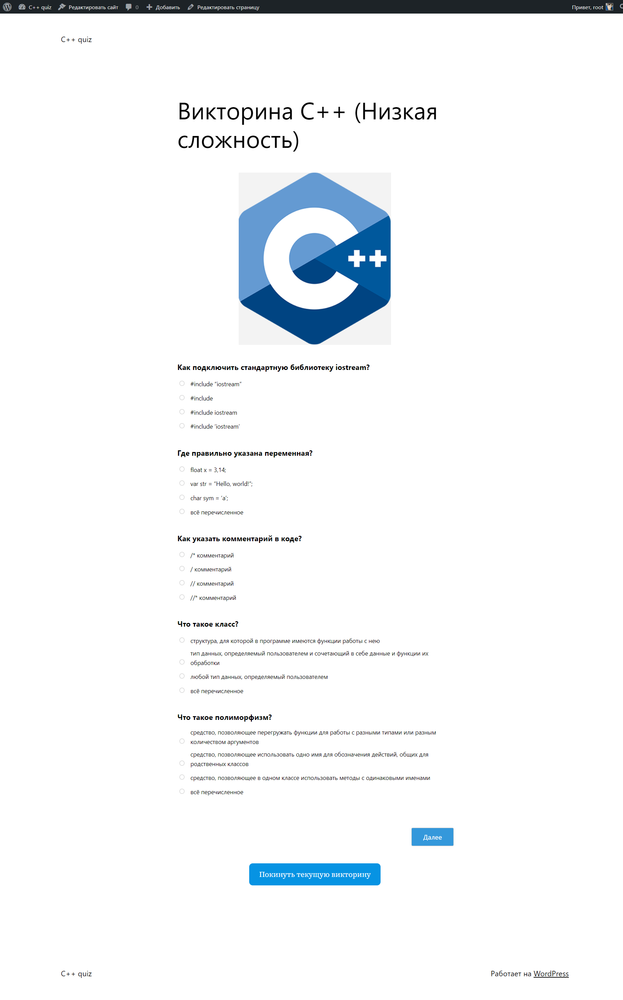 C++ quiz Редактировать сайт 0 Добавить Редактировать страницу Привет, root
C++ quiz
Викторина C++ (Низкая
сложность)
C++
Как подключить стандартную библиотеку iostream?
#include “iostream”
#include
#include iostream
#include ‘iostream’
Где правильно указана переменная?
float x = 3,14;
var str = “Hello, world!”;
char sym = ‘a’;
всё перечисленное
Как указать комментарий в коде?
/* комментарий
/ комментарий
// комментарий
//* комментарий
Что такое класс?
структура, для которой в программе имеются функции работы с нею
тип данных, определяемый пользователем и сочетающий в себе данные и функции их
обработки
любой тип данных, определяемый пользователем
всё перечисленное
Что такое полиморфизм?
средство, позволяющее перегружать функции для работы с разными типами или разным
количеством аргументов
средство, позволяющее использовать одно имя для обозначения действий, общих для
родственных классов
средство, позволяющее в одном классе использовать методы с одинаковыми именами
всё перечисленное
Далее
Покинуть текущую викторину
C++ quiz Работает на WordPress